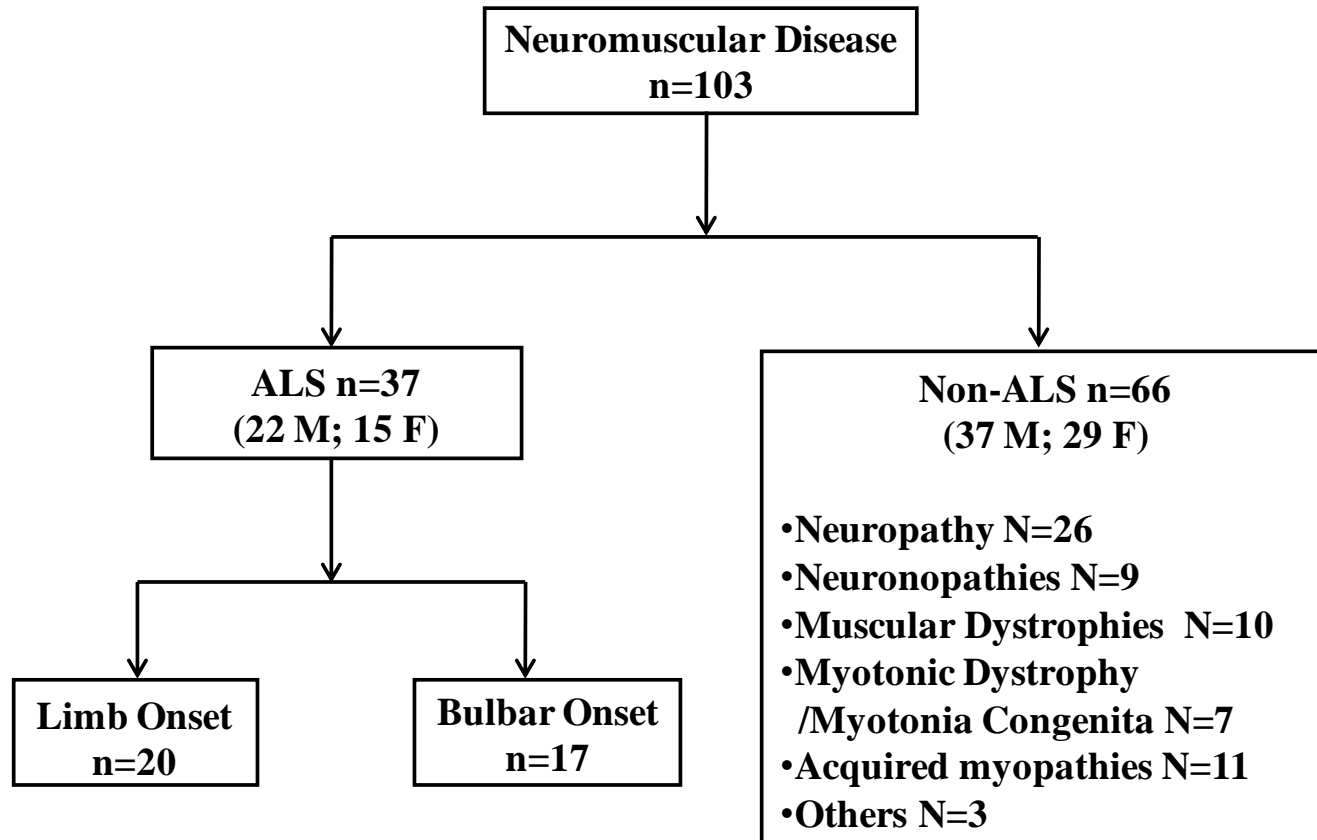 Neuromuscular Disease
n=103
ALS n=37
(22 M; 15 F)
Limb Onset
n=20
Bulbar Onset
n=17
Non-ALS n=66
(37 M; 29 F)
•Neuropathy N=26
•Neuronopathies N=9
•Muscular Dystrophies  N=10
•Myotonic Dystrophy
/Myotonia Congenita N=7
•Acquired myopathies N=11
•Others N=3